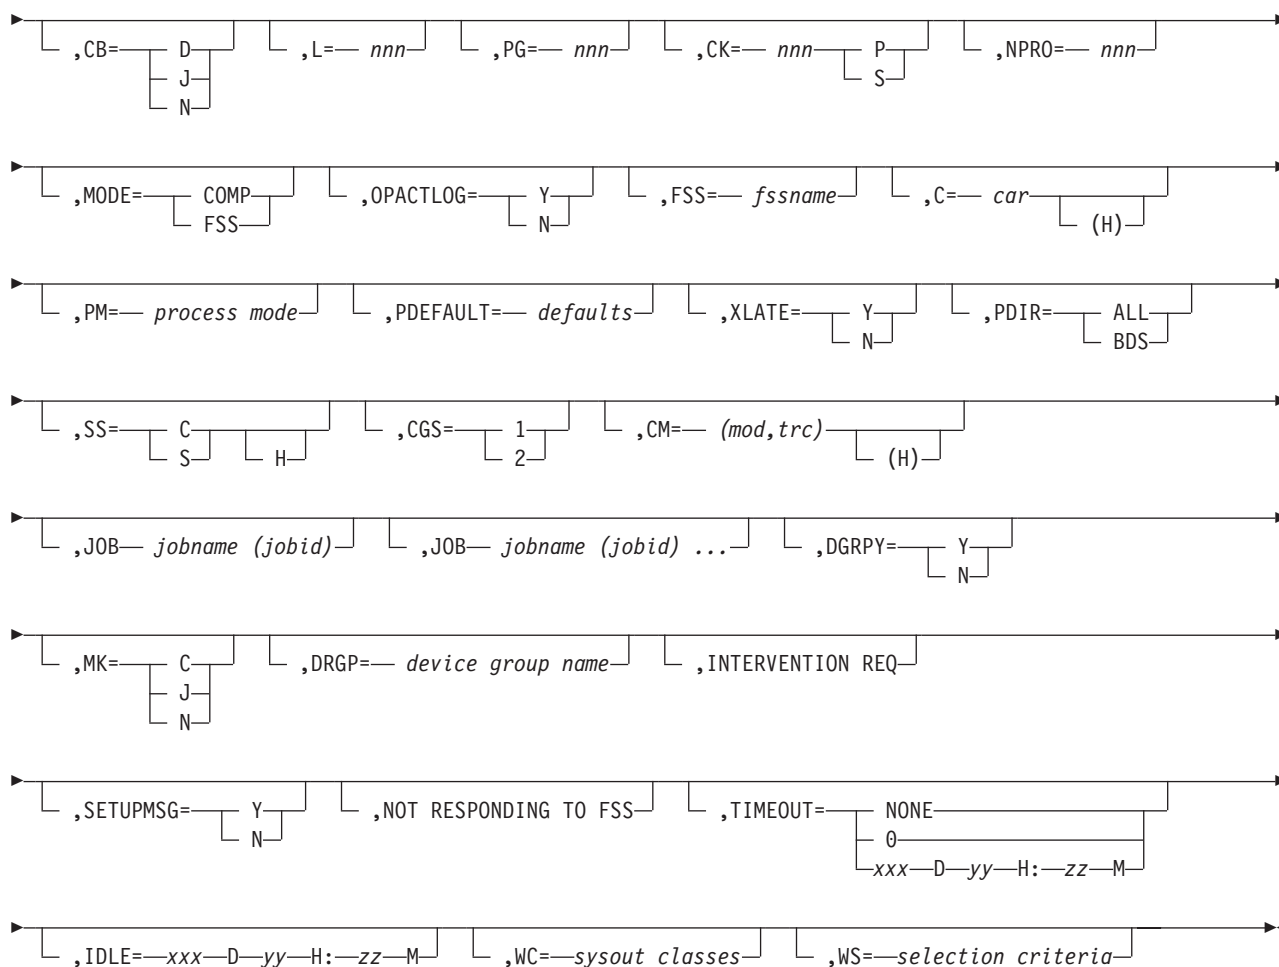 ,CB= D ,L= nnn ,PG= nnn ,CK= nnn P ,NPRO= nnn
J S
N
,MODE= COMP ,OPACTLOG= Y ,FSS= fssname ,C= car
FSS N (H)
,PM= process mode ,PDEFAULT= defaults ,XLATE= Y ,PDIR= ALL
N BDS
,SS= C ,CGS= 1 ,CM= (mod,trc)
S H 2 (H)
,JOB jobname (jobid) ,JOB jobname (jobid) ... ,DGRPY= Y
N
,MK= C ,DRGP= device group name ,INTERVENTION REQ
J
N
,SETUPMSG= Y ,NOT RESPONDING TO FSS ,TIMEOUT= NONE
N 0
xxx D yy H: zz M
,IDLE= xxx D yy H: zz M ,WC= sysout classes ,WS= selection criteria